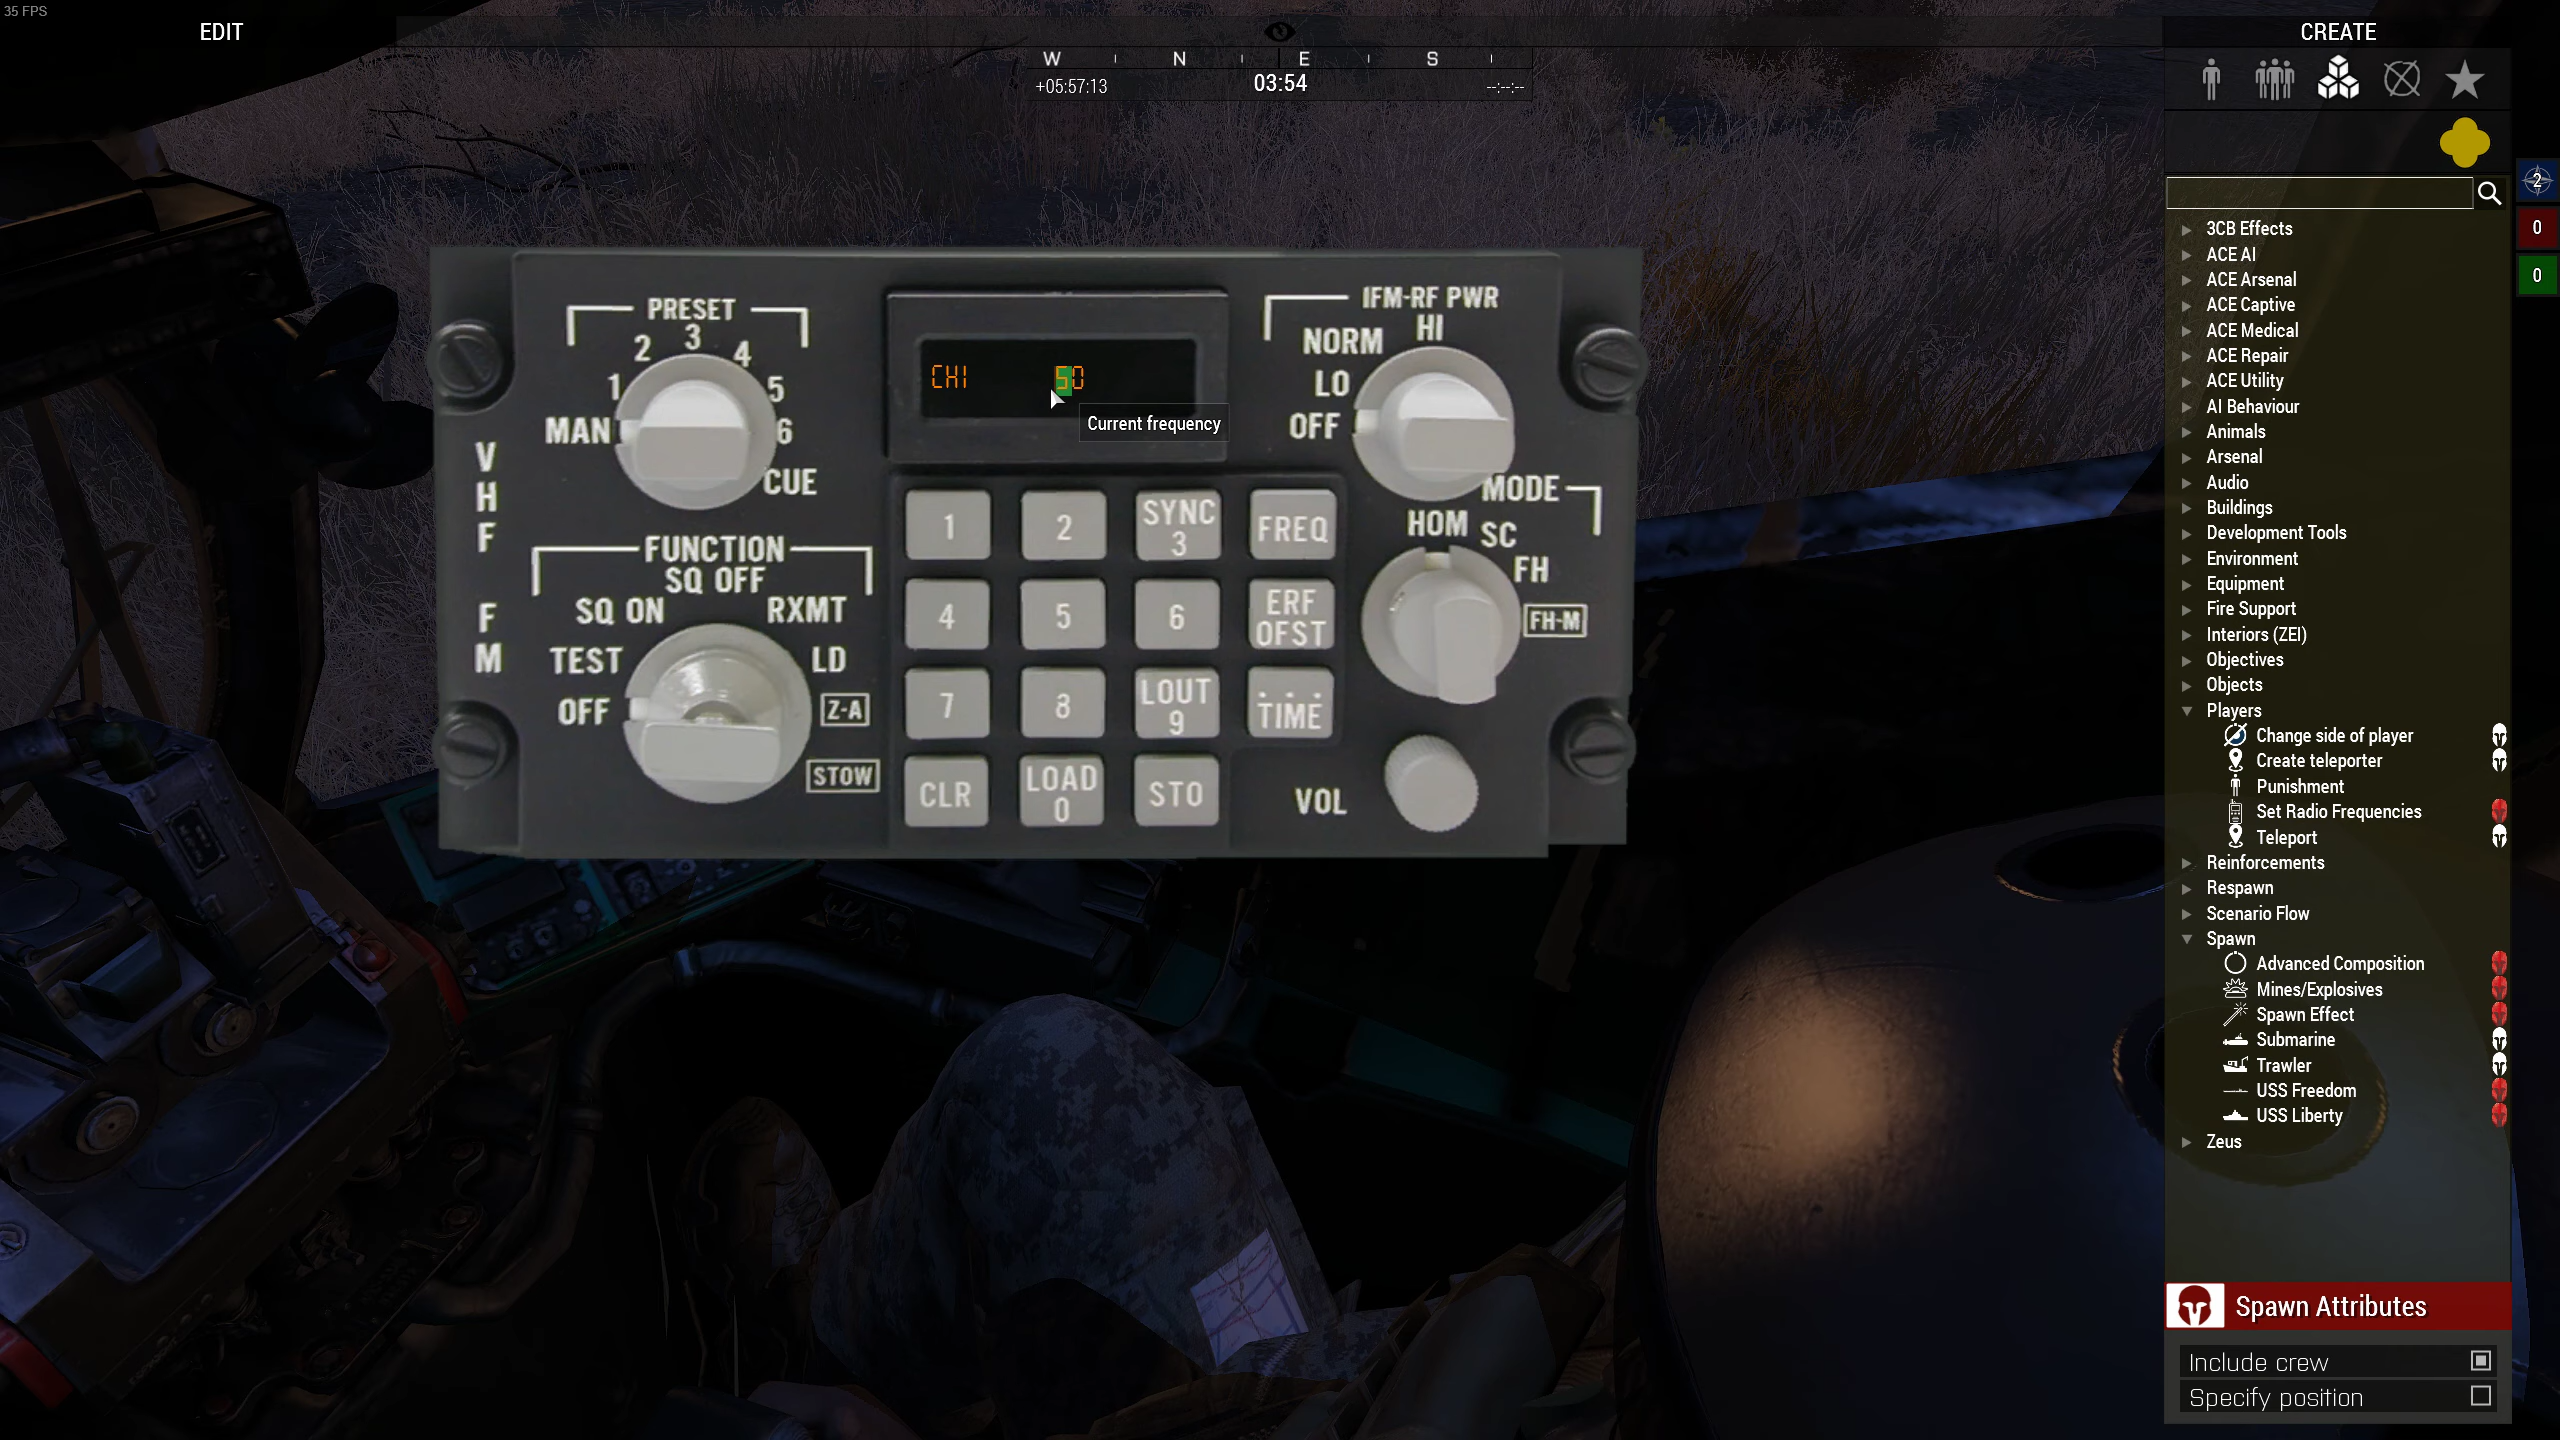 35 FPS
EDIT
W N E S
+05:57:13 03:54 --:--:--
CREATE
2
0
0
PRESET
1 2 3 4 5 6
MAN
CUE
VHF FM
FUNCTION
SQ OFF
SQ ON
RXMT
TEST
LD
OFF
Z-A
STOW
CH1 50
Current frequency
1 2 SYNC 3 FREQ
4 5 6 ERF OFST
7 8 LOUT 9 TIME
CLR LOAD 0 STO
IFM-RF PWR
NORM HI
LO
OFF
MODE
HOM SC
FH
FH-M
VOL
3CB Effects
ACE AI
ACE Arsenal
ACE Captive
ACE Medical
ACE Repair
ACE Utility
AI Behaviour
Animals
Arsenal
Audio
Buildings
Development Tools
Environment
Equipment
Fire Support
Interiors (ZEI)
Objectives
Objects
Players
Change side of player
Create teleporter
Punishment
Set Radio Frequencies
Teleport
Reinforcements
Respawn
Scenario Flow
Spawn
Advanced Composition
Mines/Explosives
Spawn Effect
Submarine
Trawler
USS Freedom
USS Liberty
Zeus
Spawn Attributes
Include crew
Specify position